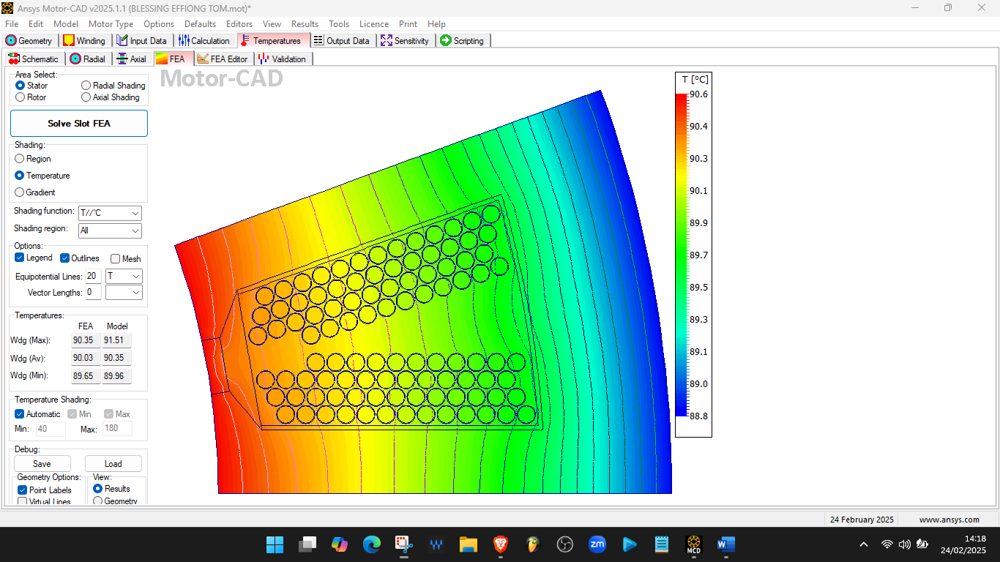 Ansys Motor-CAD v2025.1.1 (BLESSING EFFIONG TOM.mot)*
File Edit Model Motor Type Options Defaults Editors View Results Tools Licence Print Help
Geometry Winding Input Data Calculation Temperatures Output Data Sensitivity Scripting
Schematic Radial Axial FEA FEA Editor Validation
Area Select:
Stator Radial Shading
Rotor Axial Shading
Solve Slot FEA
Shading:
Region
Temperature
Gradient
Shading function: T//°C
Shading region: All
Options:
Legend Outlines Mesh
Equipotential Lines: 20 T
Vector Lengths: 0
Temperatures:
FEA Model
Wdg (Max): 90.35 91.51
Wdg (Av): 90.03 90.35
Wdg (Min): 89.65 89.96
Temperature Shading:
Automatic Min Max
Min: 40 Max: 180
Debug:
Save Load
Geometry Options: View:
Point Labels Results
Virtual Lines Geometry
Motor-CAD
T [°C]
90.6
90.4
90.3
90.1
89.9
89.7
89.5
89.3
89.1
89.0
88.8
24 February 2025 www.ansys.com
zm
MCD
W
14:18
24/02/2025